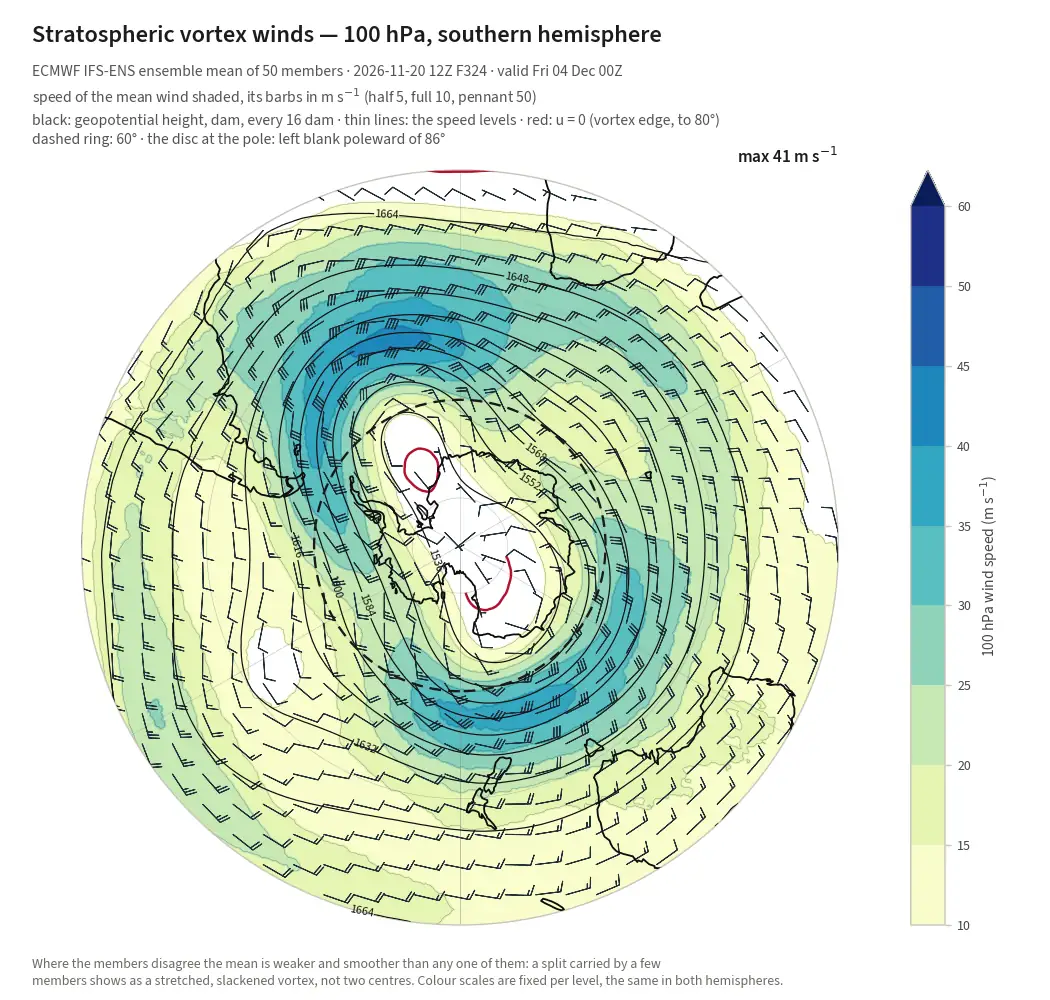 Stratospheric vortex winds — 100 hPa, southern hemisphere
ECMWF IFS-ENS ensemble mean of 50 members · 2026-11-20 12Z F324 · valid Fri 04 Dec 00Z
speed of the mean wind shaded, its barbs in m s⁻¹ (half 5, full 10, pennant 50)
black: geopotential height, dam, every 16 dam · thin lines: the speed levels · red: u = 0 (vortex edge, to 80°)
dashed ring: 60° · the disc at the pole: left blank poleward of 86°
max 41 m s⁻¹
1664
1648
1568
1552
1536
1616
1600
1584
1632
1664
60
50
45
40
35
30
25
20
15
10
100 hPa wind speed (m s⁻¹)
Where the members disagree the mean is weaker and smoother than any one of them: a split carried by a few
members shows as a stretched, slackened vortex, not two centres. Colour scales are fixed per level, the same in both hemispheres.